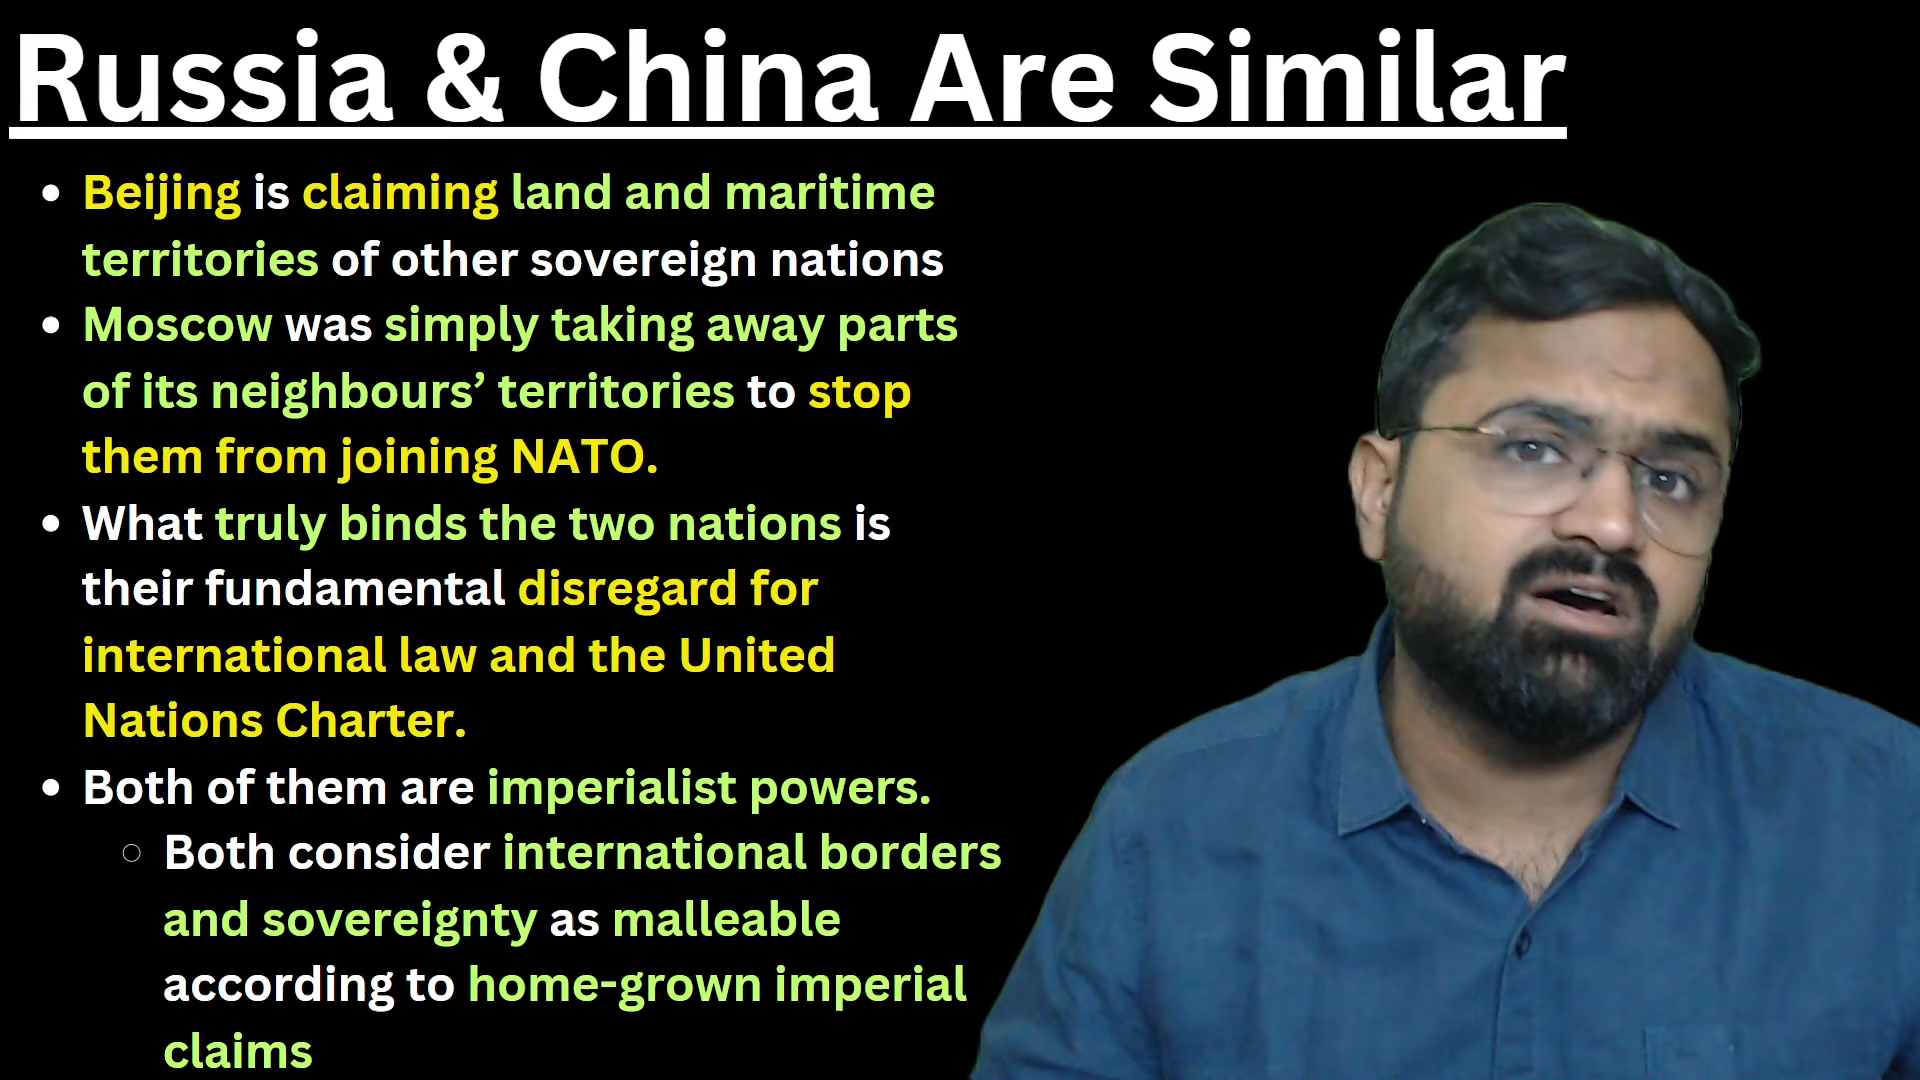 Russia & China Are Similar
• Beijing is claiming land and maritime
territories of other sovereign nations
• Moscow was simply taking away parts
of its neighbours’ territories to stop
them from joining NATO.
• What truly binds the two nations is
their fundamental disregard for
international law and the United
Nations Charter.
• Both of them are imperialist powers.
○ Both consider international borders
and sovereignty as malleable
according to home-grown imperial
claims